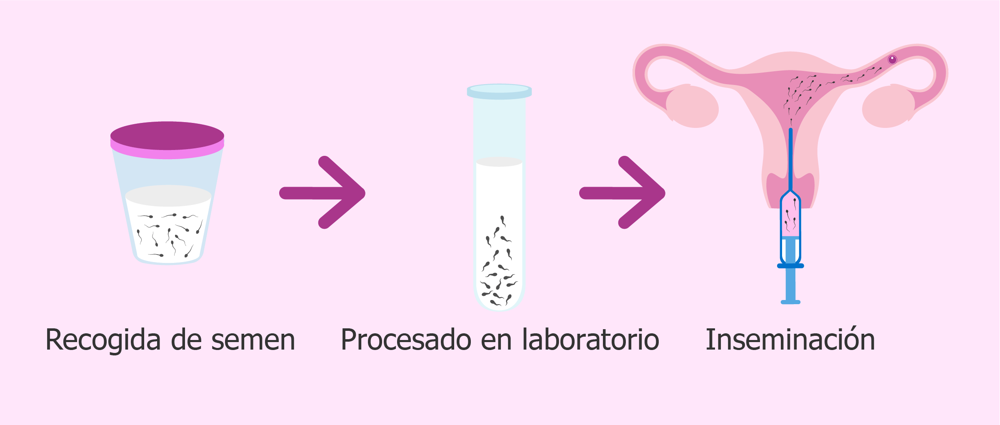 Recogida de semen
Procesado en laboratorio
Inseminación